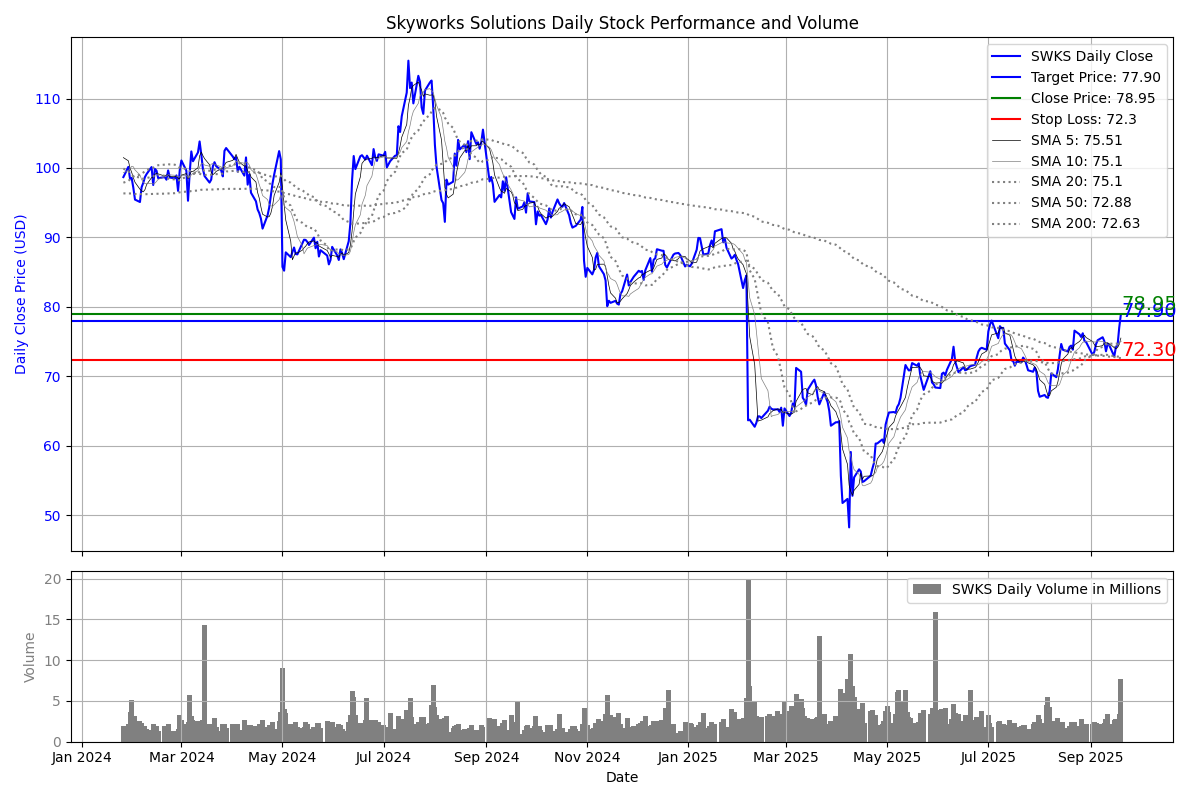 Skyworks Solutions Daily Stock Performance and Volume
Daily Close Price (USD)
110
100
90
80
70
60
50
SWKS Daily Close
Target Price: 77.90
Close Price: 78.95
Stop Loss: 72.3
SMA 5: 75.51
SMA 10: 75.1
SMA 20: 75.1
SMA 50: 72.88
SMA 200: 72.63
78.95
77.90
72.30
Volume
20
15
10
5
0
SWKS Daily Volume in Millions
Jan 2024 Mar 2024 May 2024 Jul 2024 Sep 2024 Nov 2024 Jan 2025 Mar 2025 May 2025 Jul 2025 Sep 2025
Date